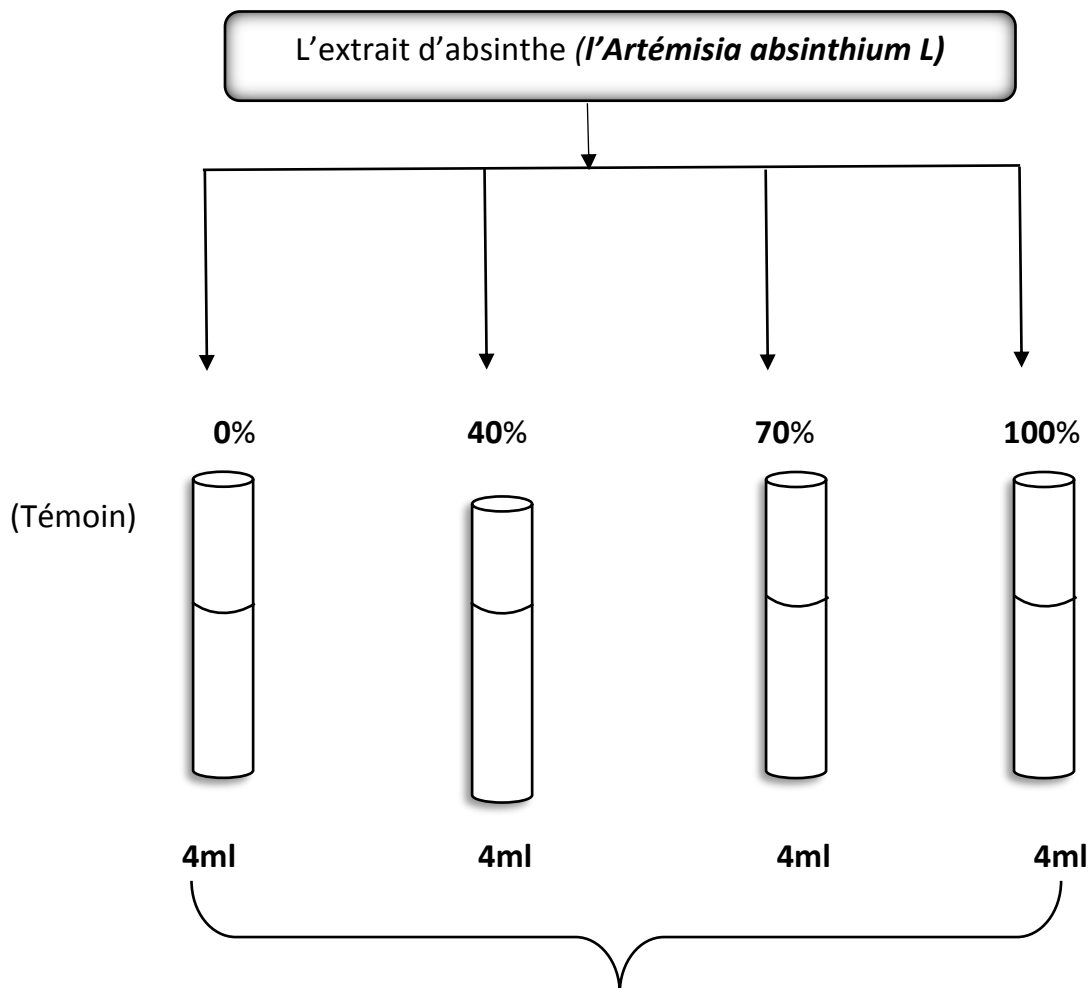 L’extrait d’absinthe (l’Artémisia absinthium L)
0% 40% 70% 100%
(Témoin)
4ml 4ml 4ml 4ml